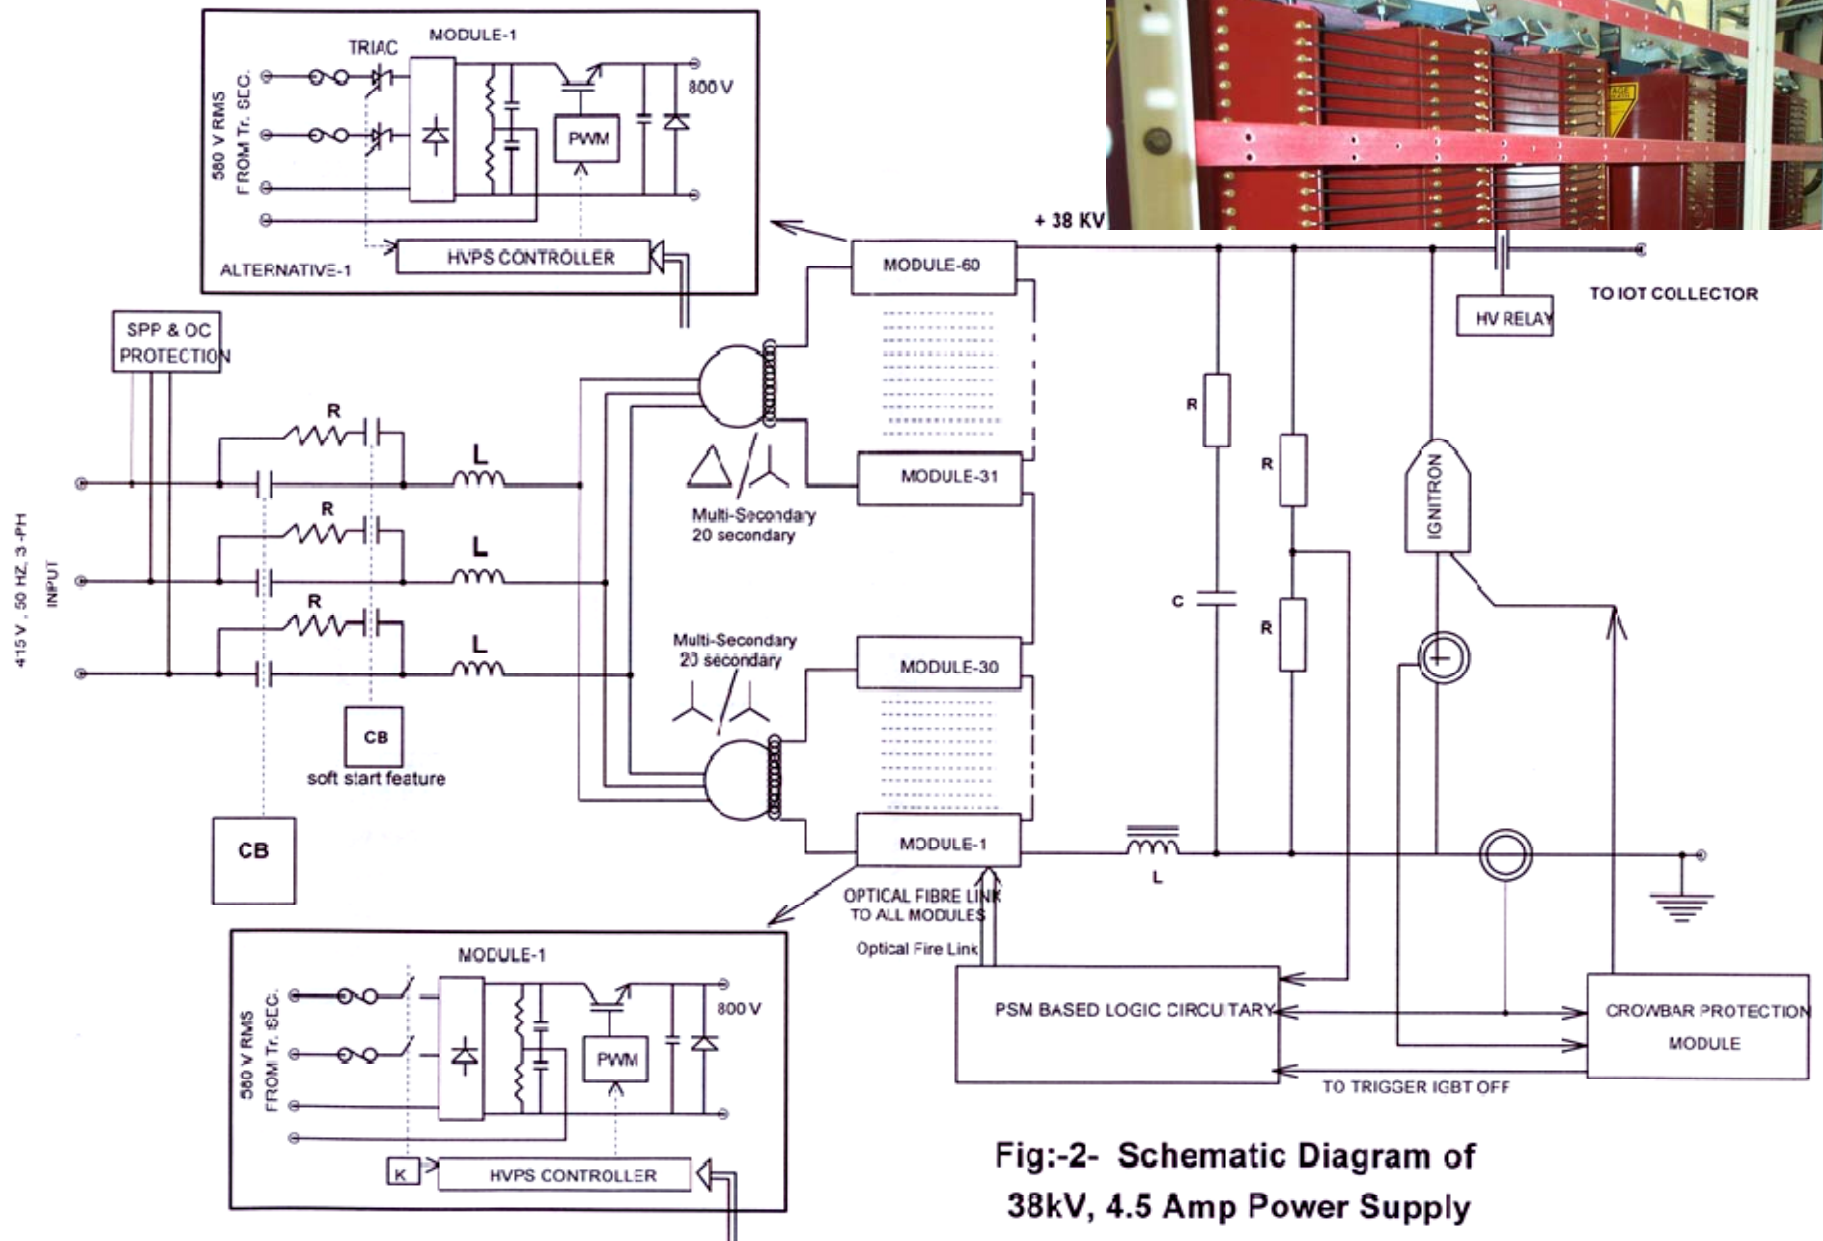 MODULE-1
TRIAC
580 V RMS
FROM Tr. SEC.
800 V
PWM
HVPS CONTROLLER
ALTERNATIVE-1
+ 38 KV
MODULE-60
HV RELAY
TO IOT COLLECTOR
SPP & OC
PROTECTION
R
L
R
L
R
L
415 V , 50 HZ, 3 -PH
INPUT
CB
soft start feature
CB
MODULE-31
Multi-Secondary
20 secondary
Multi-Secondary
20 secondary
MODULE-30
MODULE-1
R
C
R
R
IGNITRON
L
OPTICAL FIBRE LINK
TO ALL MODULES
Optical Fire Link
PSM BASED LOGIC CIRCUITARY
CROWBAR PROTECTION
MODULE
TO TRIGGER IGBT OFF
MODULE-1
580 V RMS
FROM Tr. SEC.
800 V
PWM
K
HVPS CONTROLLER
Fig:-2- Schematic Diagram of
38kV, 4.5 Amp Power Supply